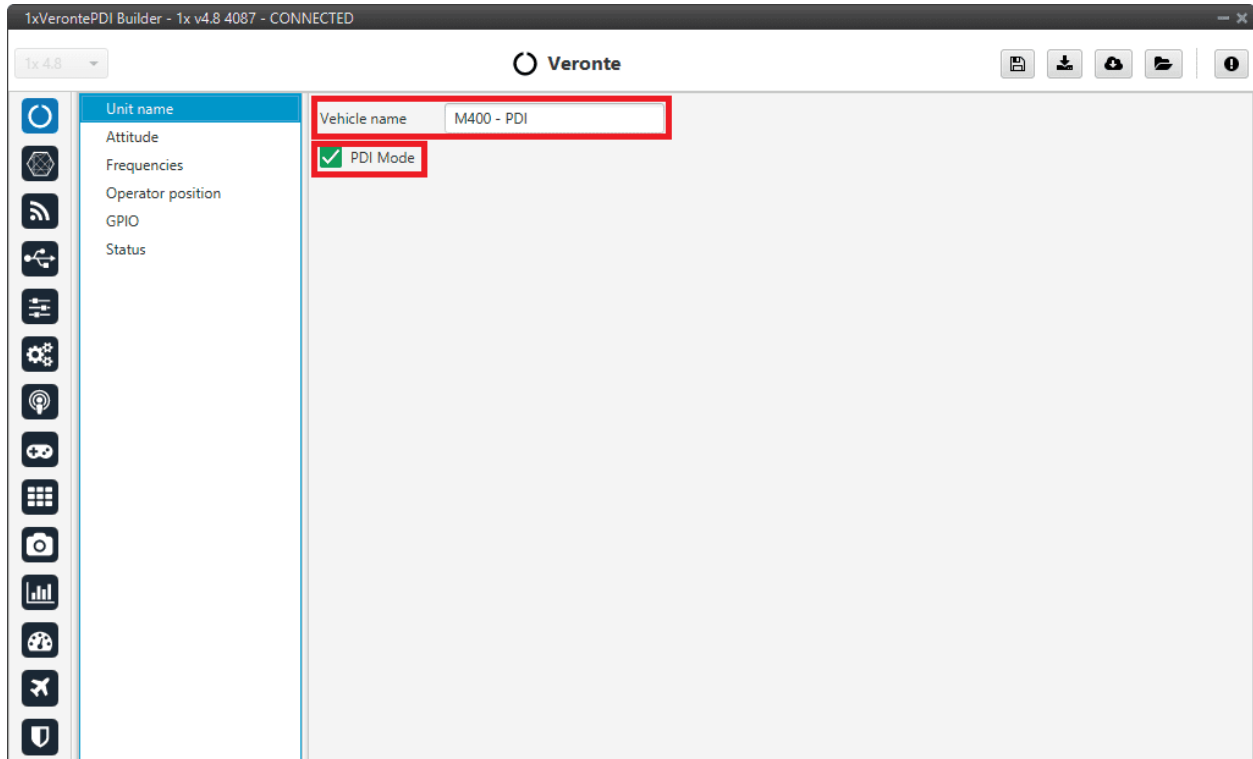 1xVerontePDI Builder - 1x v4.8 4087 - CONNECTED
1x 4.8
Veronte
Unit name
Attitude
Frequencies
Operator position
GPIO
Status
Vehicle name M400 - PDI
PDI Mode